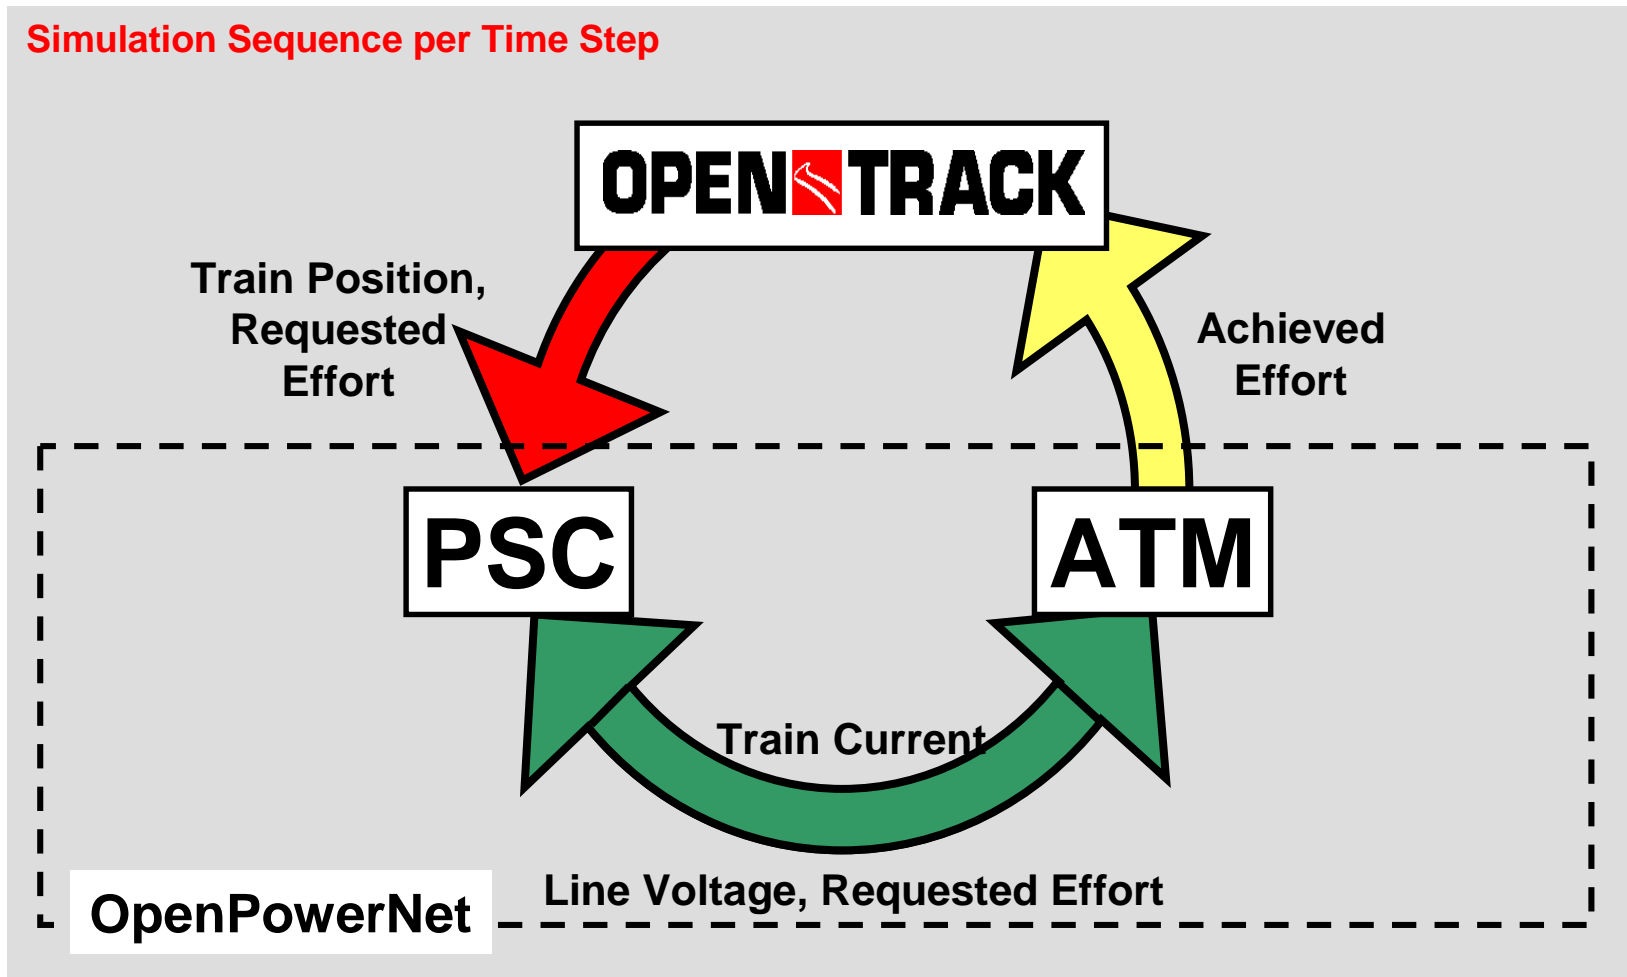 Simulation Sequence per Time Step
OPEN TRACK
Train Position,
Requested
Effort
Achieved
Effort
PSC
ATM
Train Current
Line Voltage, Requested Effort
OpenPowerNet